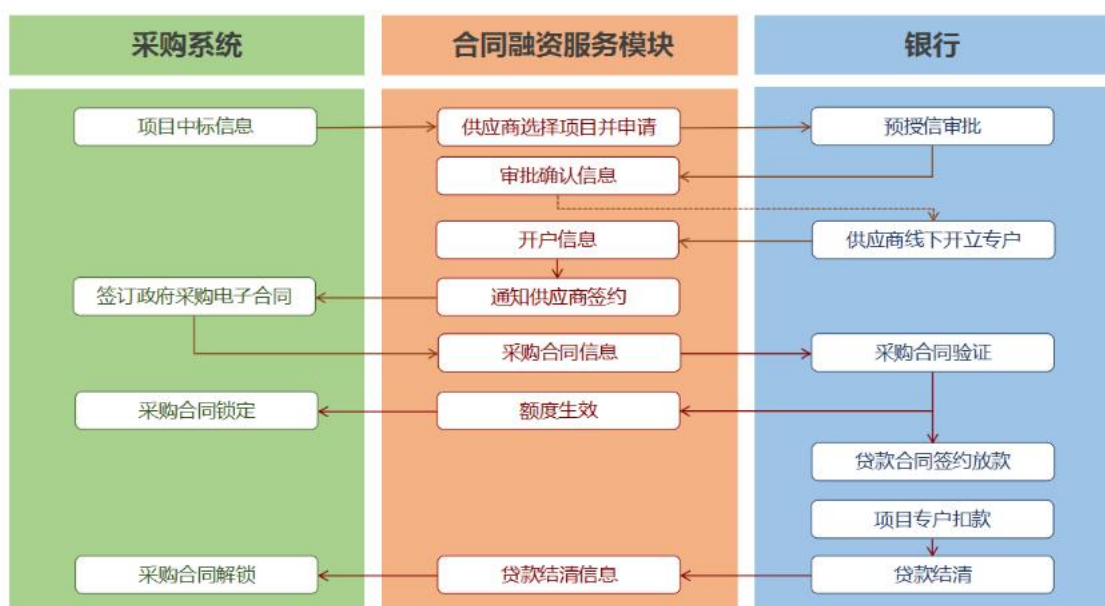 采购系统
合同融资服务模块
银行
项目中标信息
供应商选择项目并申请
预授信审批
审批确认信息
开户信息
供应商线下开立专户
签订政府采购电子合同
通知供应商签约
采购合同信息
采购合同验证
采购合同锁定
额度生效
贷款合同签约放款
项目专户扣款
采购合同解锁
贷款结清信息
贷款结清